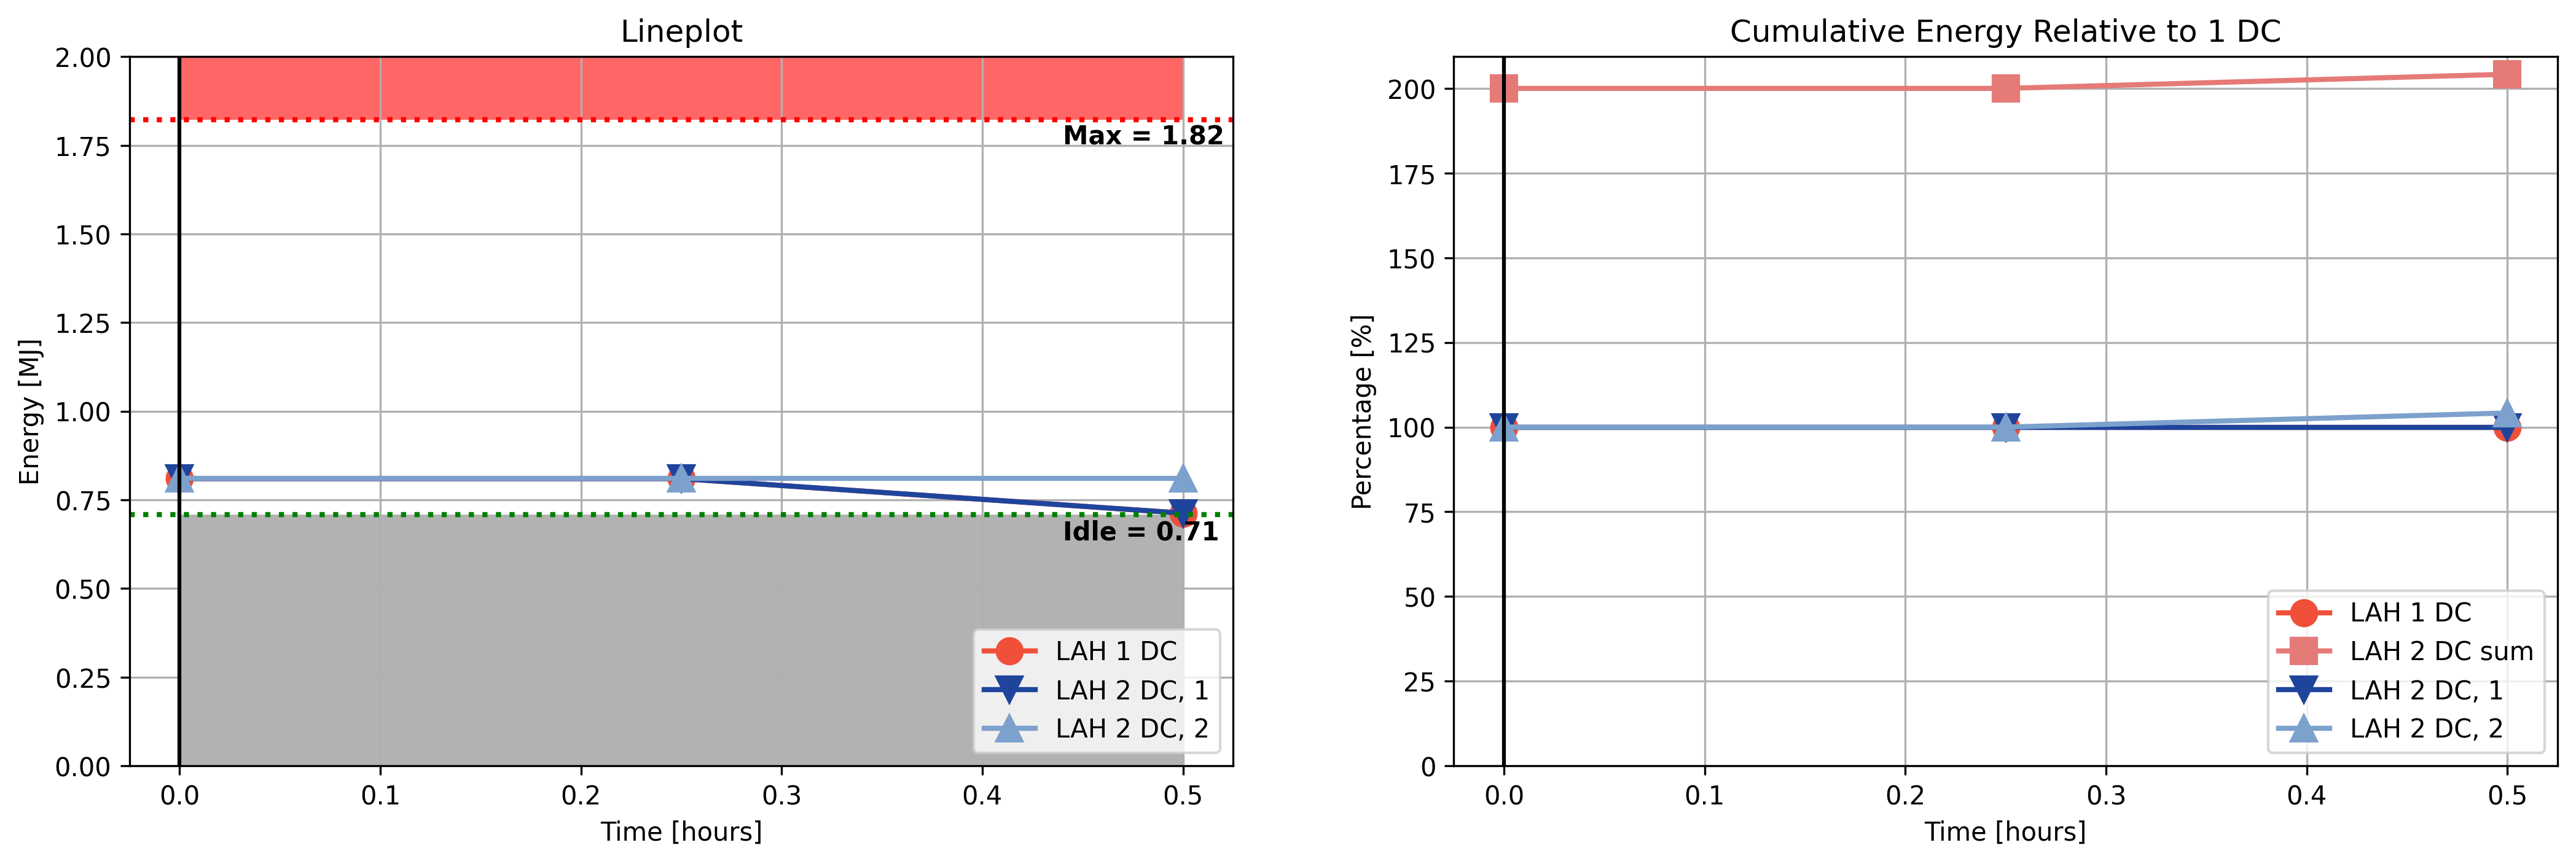 Lineplot
2.00
1.75
1.50
1.25
1.00
0.75
0.50
0.25
0.00
Energy [MJ]
Max = 1.82
Idle = 0.71
LAH 1 DC
LAH 2 DC, 1
LAH 2 DC, 2
0.0 0.1 0.2 0.3 0.4 0.5
Time [hours]
Cumulative Energy Relative to 1 DC
200
175
150
125
100
75
50
25
0
Percentage [%]
LAH 1 DC
LAH 2 DC sum
LAH 2 DC, 1
LAH 2 DC, 2
0.0 0.1 0.2 0.3 0.4 0.5
Time [hours]